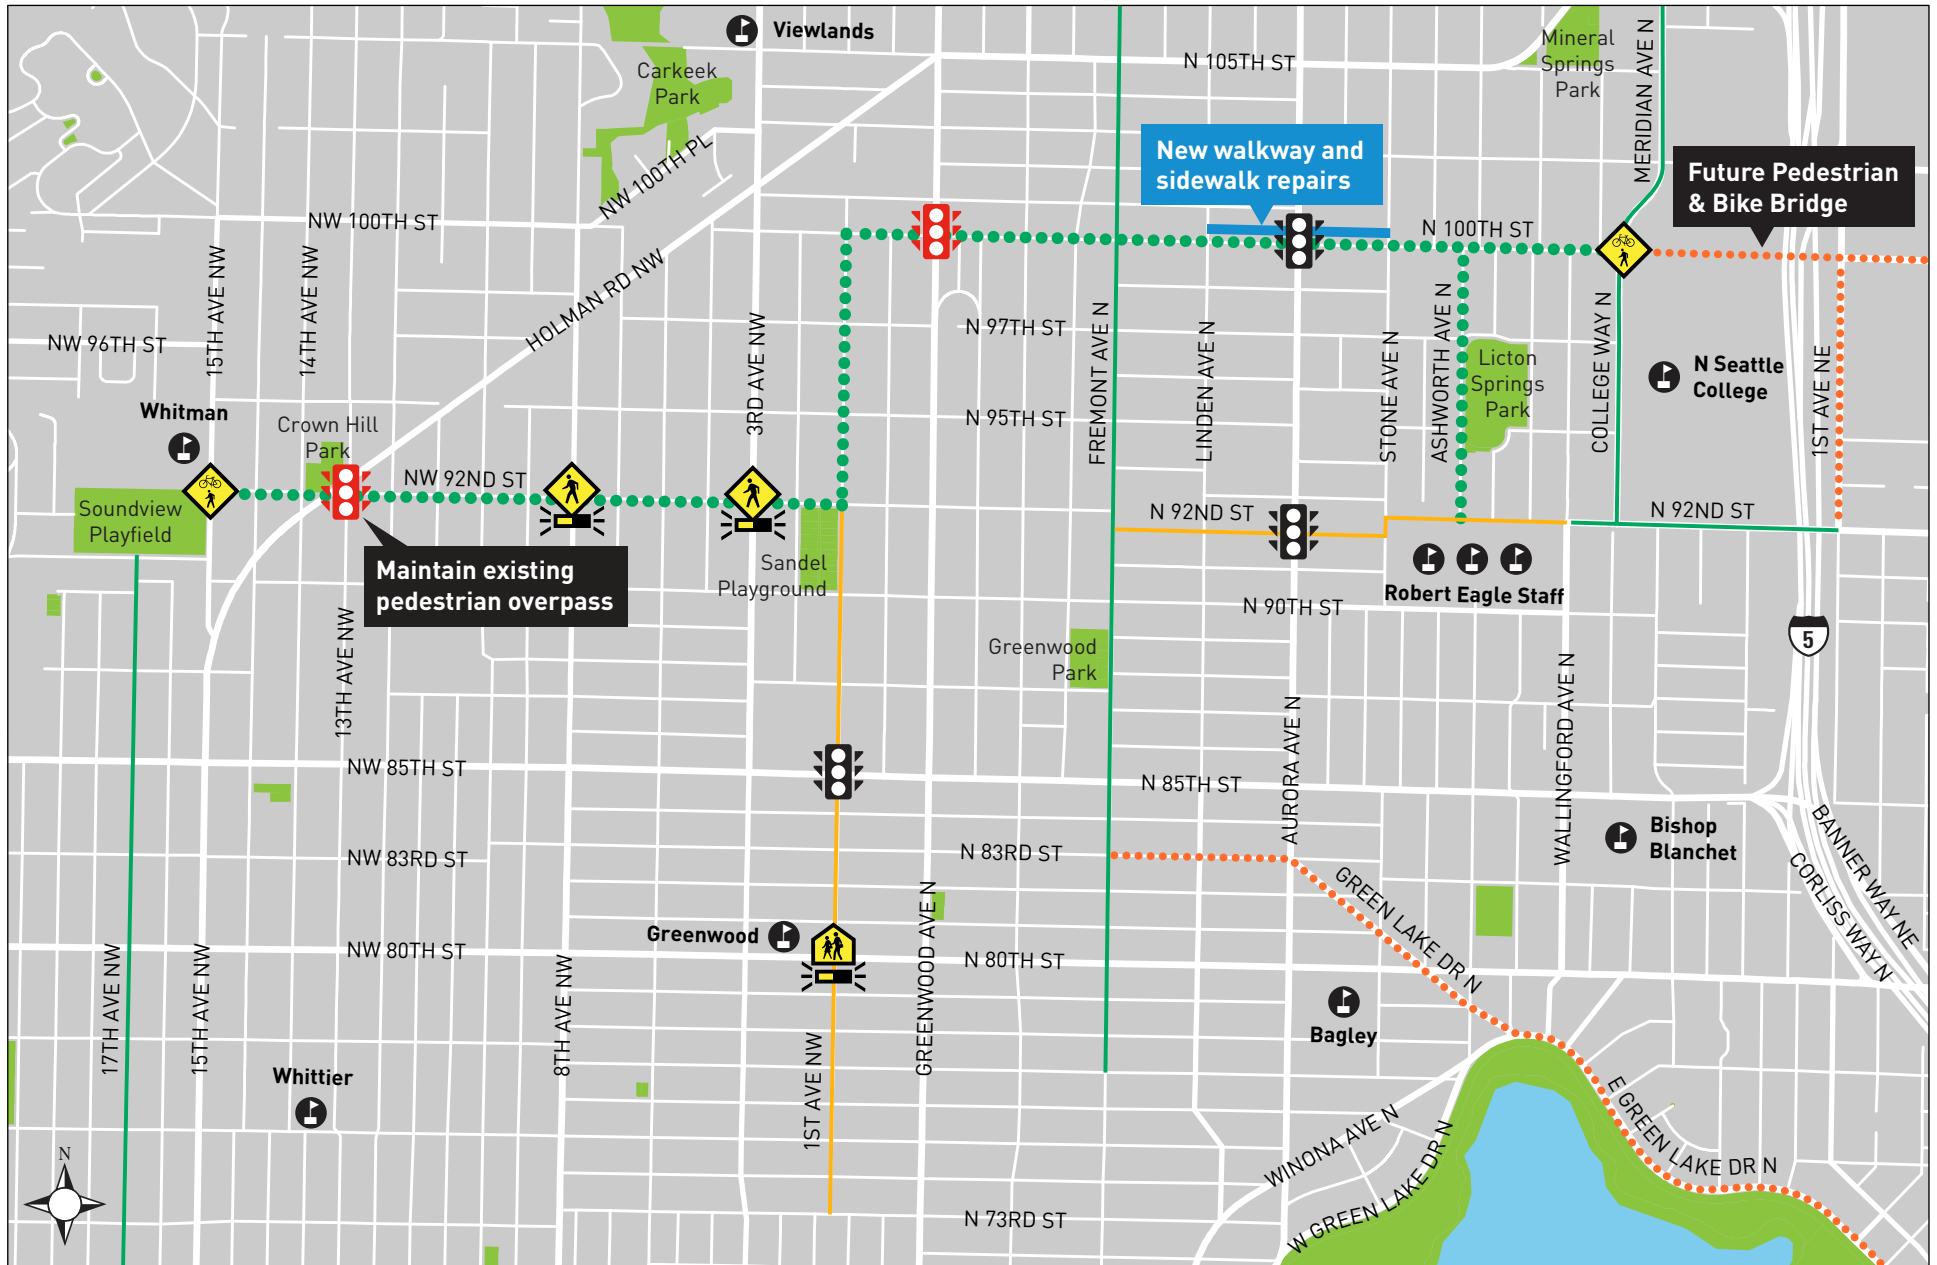 Viewlands
Carkeek
Park
N 105TH ST
Mineral
Springs
Park
MERIDIAN AVE N
New walkway and
sidewalk repairs
Future Pedestrian
& Bike Bridge
NW 100TH PL
NW 100TH ST
N 100TH ST
15TH AVE NW
14TH AVE NW
HOLMAN RD NW
NW 96TH ST
3RD AVE NW
N 97TH ST
FREMONT AVE N
LINDEN AVE N
STONE AVE N
ASHWORTH AVE N
Licton
Springs
Park
COLLEGE WAY N
N Seattle
College
1ST AVE NE
Whitman
Crown Hill
Park
N 95TH ST
NW 92ND ST
Soundview
Playfield
N 92ND ST
N 92ND ST
Maintain existing
pedestrian overpass
Sandel
Playground
Robert Eagle Staff
N 90TH ST
13TH AVE NW
Greenwood
Park
5
WALLINGFORD AVE N
AURORA AVE N
NW 85TH ST
N 85TH ST
Bishop
Blanchet
BANNER WAY NE
CORLISS WAY N
NW 83RD ST
N 83RD ST
GREEN LAKE DR N
Greenwood
NW 80TH ST
N 80TH ST
GREENWOOD AVE N
17TH AVE NW
15TH AVE NW
8TH AVE NW
1ST AVE NW
Bagley
Whittier
E GREEN LAKE DR N
WINONA AVE N
W GREEN LAKE DR N
N
N 73RD ST